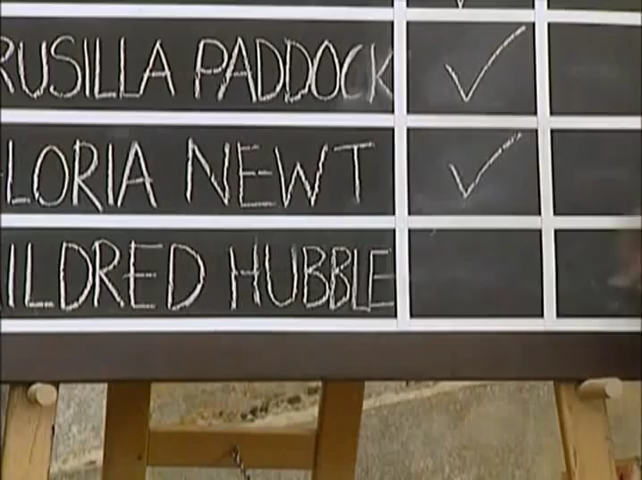 RUSILLA PADDOCK ✓
LORIA NEWT ✓
ILDRED HUBBLE